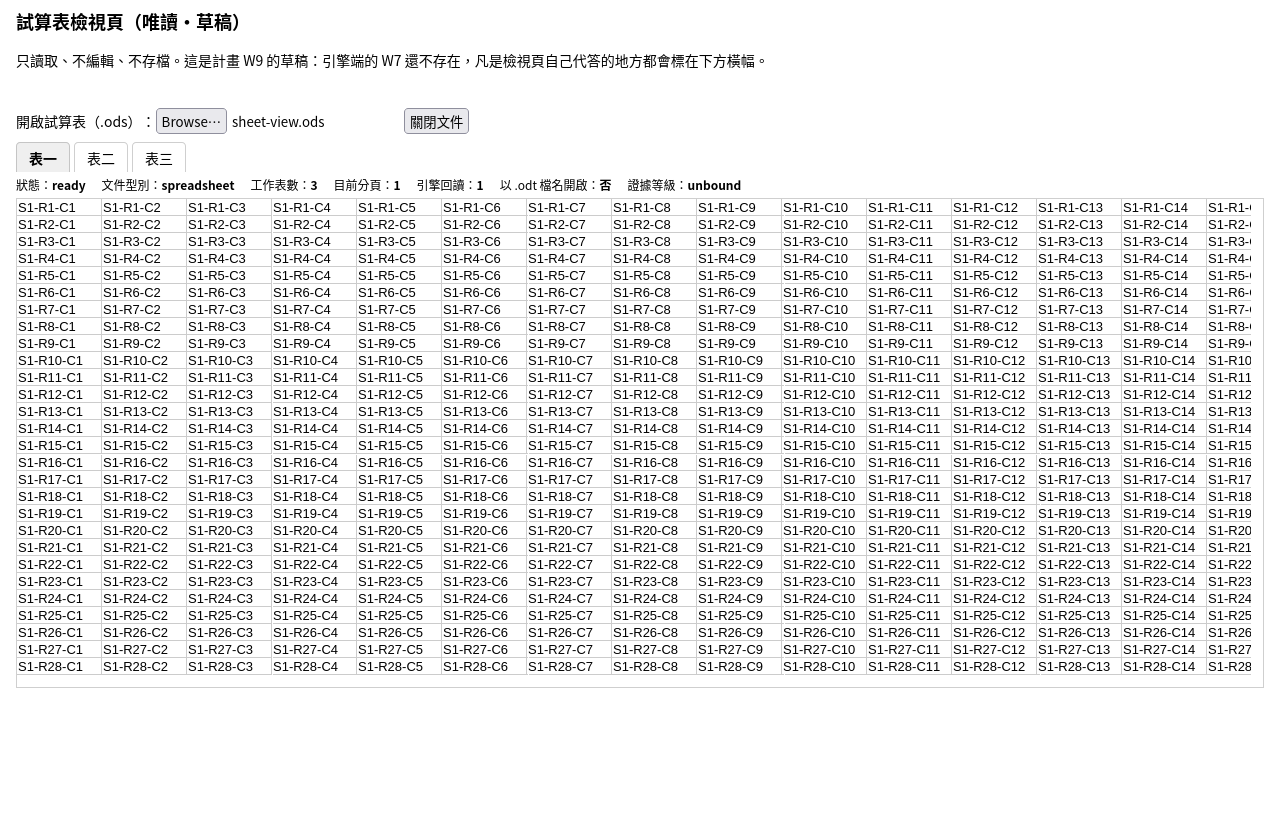 試算表檢視頁（唯讀・草稿）
只讀取、不編輯、不存檔。這是計畫 W9 的草稿：引擎端的 W7 還不存在，凡是檢視頁自己代答的地方都會標在下方橫幅。
開啟試算表（.ods）： Browse… sheet-view.ods 關閉文件
表一 表二 表三
狀態：ready 文件型別：spreadsheet 工作表數：3 目前分頁：1 引擎回讀：1 以 .odt 檔名開啟：否 證據等級：unbound
S1-R1-C1 S1-R1-C2 S1-R1-C3 S1-R1-C4 S1-R1-C5 S1-R1-C6 S1-R1-C7 S1-R1-C8 S1-R1-C9 S1-R1-C10 S1-R1-C11 S1-R1-C12 S1-R1-C13 S1-R1-C14 S1-R1-
S1-R2-C1 S1-R2-C2 S1-R2-C3 S1-R2-C4 S1-R2-C5 S1-R2-C6 S1-R2-C7 S1-R2-C8 S1-R2-C9 S1-R2-C10 S1-R2-C11 S1-R2-C12 S1-R2-C13 S1-R2-C14 S1-R2-
S1-R3-C1 S1-R3-C2 S1-R3-C3 S1-R3-C4 S1-R3-C5 S1-R3-C6 S1-R3-C7 S1-R3-C8 S1-R3-C9 S1-R3-C10 S1-R3-C11 S1-R3-C12 S1-R3-C13 S1-R3-C14 S1-R3-
S1-R4-C1 S1-R4-C2 S1-R4-C3 S1-R4-C4 S1-R4-C5 S1-R4-C6 S1-R4-C7 S1-R4-C8 S1-R4-C9 S1-R4-C10 S1-R4-C11 S1-R4-C12 S1-R4-C13 S1-R4-C14 S1-R4-
S1-R5-C1 S1-R5-C2 S1-R5-C3 S1-R5-C4 S1-R5-C5 S1-R5-C6 S1-R5-C7 S1-R5-C8 S1-R5-C9 S1-R5-C10 S1-R5-C11 S1-R5-C12 S1-R5-C13 S1-R5-C14 S1-R5-
S1-R6-C1 S1-R6-C2 S1-R6-C3 S1-R6-C4 S1-R6-C5 S1-R6-C6 S1-R6-C7 S1-R6-C8 S1-R6-C9 S1-R6-C10 S1-R6-C11 S1-R6-C12 S1-R6-C13 S1-R6-C14 S1-R6-
S1-R7-C1 S1-R7-C2 S1-R7-C3 S1-R7-C4 S1-R7-C5 S1-R7-C6 S1-R7-C7 S1-R7-C8 S1-R7-C9 S1-R7-C10 S1-R7-C11 S1-R7-C12 S1-R7-C13 S1-R7-C14 S1-R7-
S1-R8-C1 S1-R8-C2 S1-R8-C3 S1-R8-C4 S1-R8-C5 S1-R8-C6 S1-R8-C7 S1-R8-C8 S1-R8-C9 S1-R8-C10 S1-R8-C11 S1-R8-C12 S1-R8-C13 S1-R8-C14 S1-R8-
S1-R9-C1 S1-R9-C2 S1-R9-C3 S1-R9-C4 S1-R9-C5 S1-R9-C6 S1-R9-C7 S1-R9-C8 S1-R9-C9 S1-R9-C10 S1-R9-C11 S1-R9-C12 S1-R9-C13 S1-R9-C14 S1-R9-
S1-R10-C1 S1-R10-C2 S1-R10-C3 S1-R10-C4 S1-R10-C5 S1-R10-C6 S1-R10-C7 S1-R10-C8 S1-R10-C9 S1-R10-C10 S1-R10-C11 S1-R10-C12 S1-R10-C13 S1-R10-C14 S1-R10
S1-R11-C1 S1-R11-C2 S1-R11-C3 S1-R11-C4 S1-R11-C5 S1-R11-C6 S1-R11-C7 S1-R11-C8 S1-R11-C9 S1-R11-C10 S1-R11-C11 S1-R11-C12 S1-R11-C13 S1-R11-C14 S1-R11
S1-R12-C1 S1-R12-C2 S1-R12-C3 S1-R12-C4 S1-R12-C5 S1-R12-C6 S1-R12-C7 S1-R12-C8 S1-R12-C9 S1-R12-C10 S1-R12-C11 S1-R12-C12 S1-R12-C13 S1-R12-C14 S1-R12
S1-R13-C1 S1-R13-C2 S1-R13-C3 S1-R13-C4 S1-R13-C5 S1-R13-C6 S1-R13-C7 S1-R13-C8 S1-R13-C9 S1-R13-C10 S1-R13-C11 S1-R13-C12 S1-R13-C13 S1-R13-C14 S1-R13
S1-R14-C1 S1-R14-C2 S1-R14-C3 S1-R14-C4 S1-R14-C5 S1-R14-C6 S1-R14-C7 S1-R14-C8 S1-R14-C9 S1-R14-C10 S1-R14-C11 S1-R14-C12 S1-R14-C13 S1-R14-C14 S1-R14
S1-R15-C1 S1-R15-C2 S1-R15-C3 S1-R15-C4 S1-R15-C5 S1-R15-C6 S1-R15-C7 S1-R15-C8 S1-R15-C9 S1-R15-C10 S1-R15-C11 S1-R15-C12 S1-R15-C13 S1-R15-C14 S1-R15
S1-R16-C1 S1-R16-C2 S1-R16-C3 S1-R16-C4 S1-R16-C5 S1-R16-C6 S1-R16-C7 S1-R16-C8 S1-R16-C9 S1-R16-C10 S1-R16-C11 S1-R16-C12 S1-R16-C13 S1-R16-C14 S1-R16
S1-R17-C1 S1-R17-C2 S1-R17-C3 S1-R17-C4 S1-R17-C5 S1-R17-C6 S1-R17-C7 S1-R17-C8 S1-R17-C9 S1-R17-C10 S1-R17-C11 S1-R17-C12 S1-R17-C13 S1-R17-C14 S1-R17
S1-R18-C1 S1-R18-C2 S1-R18-C3 S1-R18-C4 S1-R18-C5 S1-R18-C6 S1-R18-C7 S1-R18-C8 S1-R18-C9 S1-R18-C10 S1-R18-C11 S1-R18-C12 S1-R18-C13 S1-R18-C14 S1-R18
S1-R19-C1 S1-R19-C2 S1-R19-C3 S1-R19-C4 S1-R19-C5 S1-R19-C6 S1-R19-C7 S1-R19-C8 S1-R19-C9 S1-R19-C10 S1-R19-C11 S1-R19-C12 S1-R19-C13 S1-R19-C14 S1-R19
S1-R20-C1 S1-R20-C2 S1-R20-C3 S1-R20-C4 S1-R20-C5 S1-R20-C6 S1-R20-C7 S1-R20-C8 S1-R20-C9 S1-R20-C10 S1-R20-C11 S1-R20-C12 S1-R20-C13 S1-R20-C14 S1-R20
S1-R21-C1 S1-R21-C2 S1-R21-C3 S1-R21-C4 S1-R21-C5 S1-R21-C6 S1-R21-C7 S1-R21-C8 S1-R21-C9 S1-R21-C10 S1-R21-C11 S1-R21-C12 S1-R21-C13 S1-R21-C14 S1-R21
S1-R22-C1 S1-R22-C2 S1-R22-C3 S1-R22-C4 S1-R22-C5 S1-R22-C6 S1-R22-C7 S1-R22-C8 S1-R22-C9 S1-R22-C10 S1-R22-C11 S1-R22-C12 S1-R22-C13 S1-R22-C14 S1-R22
S1-R23-C1 S1-R23-C2 S1-R23-C3 S1-R23-C4 S1-R23-C5 S1-R23-C6 S1-R23-C7 S1-R23-C8 S1-R23-C9 S1-R23-C10 S1-R23-C11 S1-R23-C12 S1-R23-C13 S1-R23-C14 S1-R23
S1-R24-C1 S1-R24-C2 S1-R24-C3 S1-R24-C4 S1-R24-C5 S1-R24-C6 S1-R24-C7 S1-R24-C8 S1-R24-C9 S1-R24-C10 S1-R24-C11 S1-R24-C12 S1-R24-C13 S1-R24-C14 S1-R24
S1-R25-C1 S1-R25-C2 S1-R25-C3 S1-R25-C4 S1-R25-C5 S1-R25-C6 S1-R25-C7 S1-R25-C8 S1-R25-C9 S1-R25-C10 S1-R25-C11 S1-R25-C12 S1-R25-C13 S1-R25-C14 S1-R25
S1-R26-C1 S1-R26-C2 S1-R26-C3 S1-R26-C4 S1-R26-C5 S1-R26-C6 S1-R26-C7 S1-R26-C8 S1-R26-C9 S1-R26-C10 S1-R26-C11 S1-R26-C12 S1-R26-C13 S1-R26-C14 S1-R26
S1-R27-C1 S1-R27-C2 S1-R27-C3 S1-R27-C4 S1-R27-C5 S1-R27-C6 S1-R27-C7 S1-R27-C8 S1-R27-C9 S1-R27-C10 S1-R27-C11 S1-R27-C12 S1-R27-C13 S1-R27-C14 S1-R27
S1-R28-C1 S1-R28-C2 S1-R28-C3 S1-R28-C4 S1-R28-C5 S1-R28-C6 S1-R28-C7 S1-R28-C8 S1-R28-C9 S1-R28-C10 S1-R28-C11 S1-R28-C12 S1-R28-C13 S1-R28-C14 S1-R28